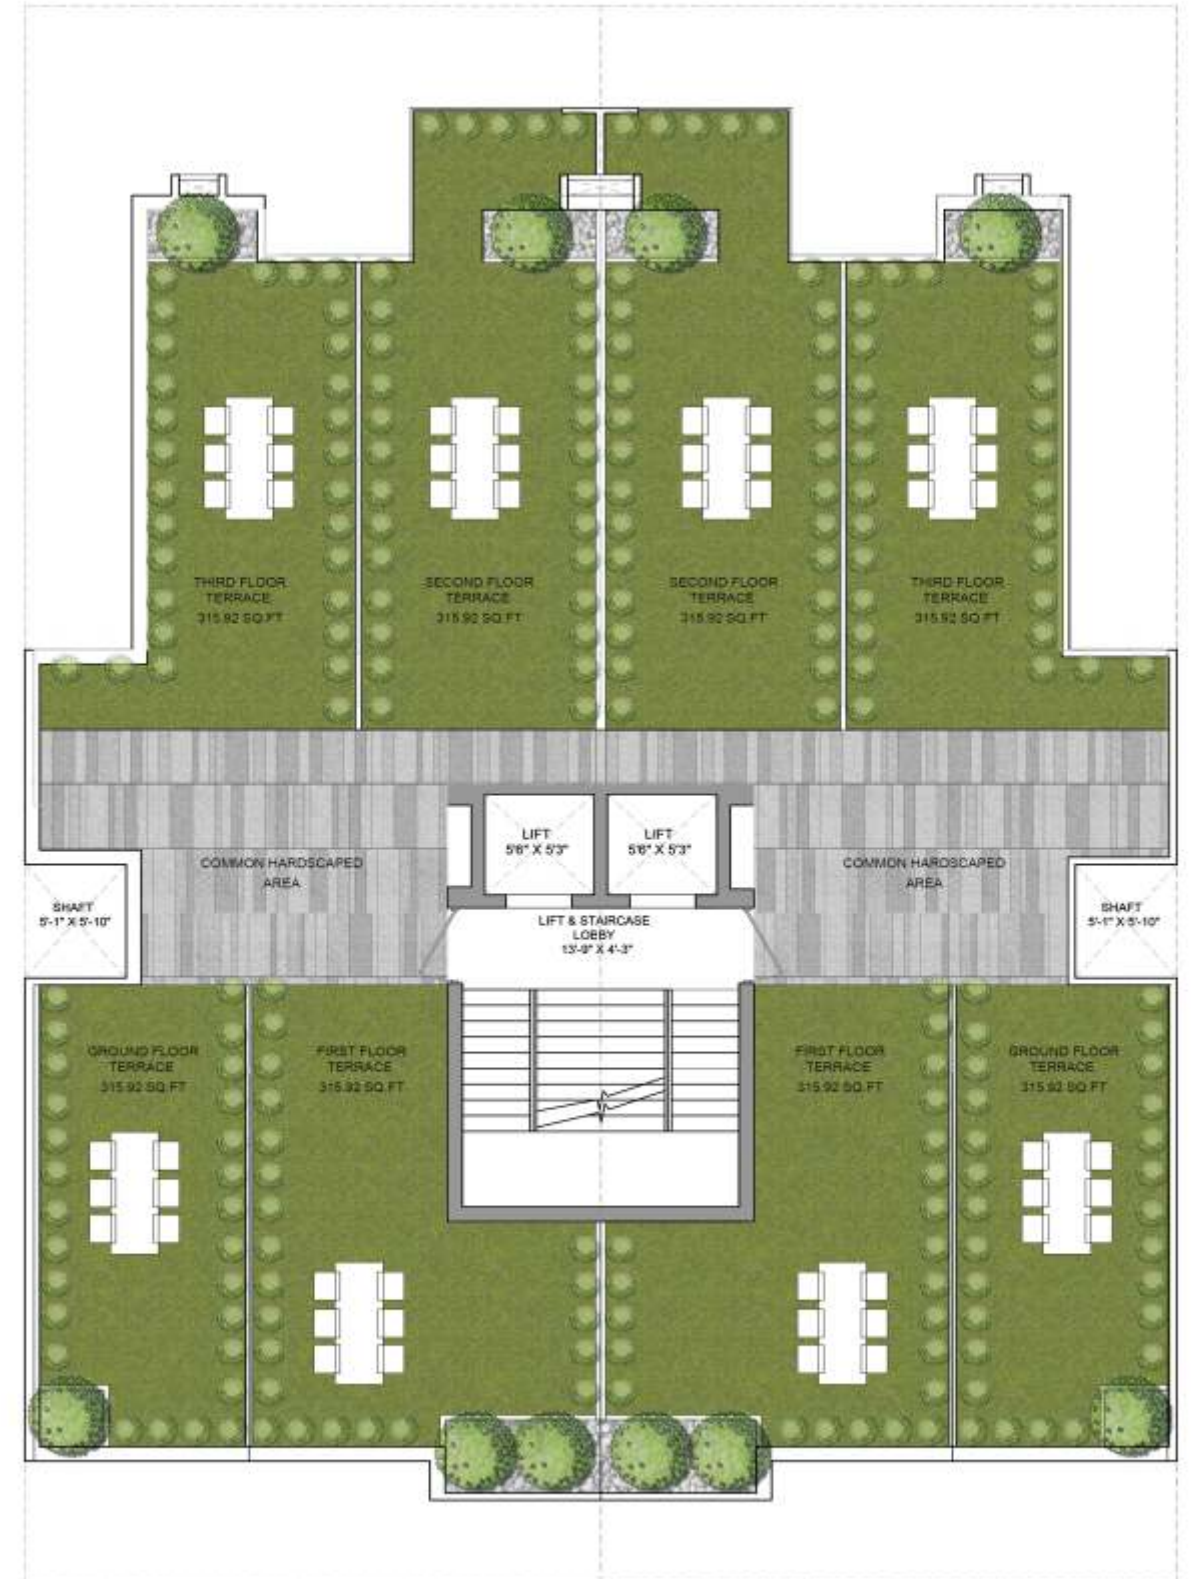 THIRD FLOOR
TERRACE
315.92 SQ.FT
SECOND FLOOR
TERRACE
315.92 SQ.FT
SECOND FLOOR
TERRACE
315.92 SQ.FT
THIRD FLOOR
TERRACE
315.92 SQ.FT
LIFT
5'6" X 5'3"
LIFT
5'6" X 5'3"
COMMON HARDSCAPED
AREA
COMMON HARDSCAPED
AREA
SHAFT
5'-1" X 5'-10"
LIFT & STAIRCASE
LOBBY
13'-9" X 4'-3"
SHAFT
5'-1" X 5'-10"
GROUND FLOOR
TERRACE
315.92 SQ.FT
FIRST FLOOR
TERRACE
315.92 SQ.FT
FIRST FLOOR
TERRACE
315.92 SQ.FT
GROUND FLOOR
TERRACE
315.92 SQ.FT